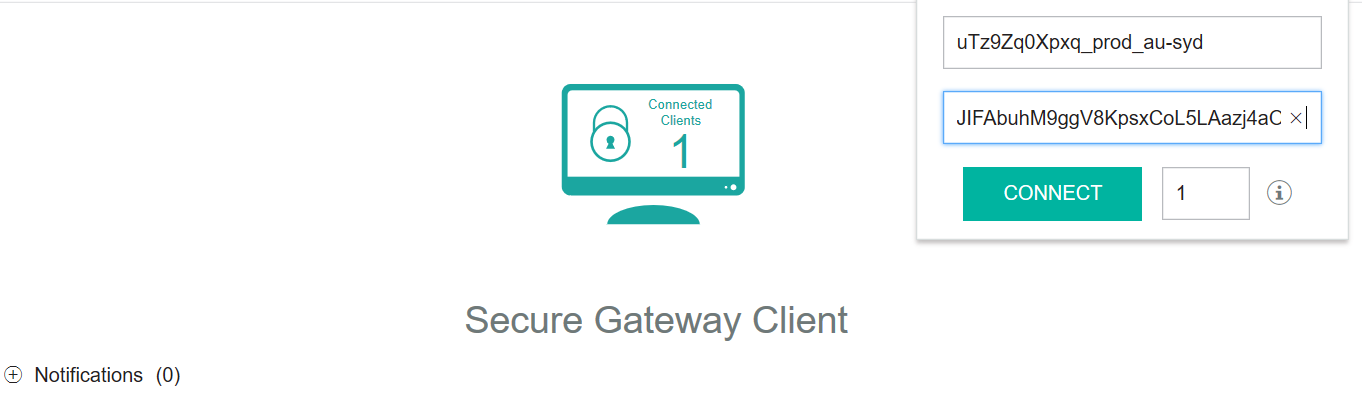 uTz9Zq0Xpxq_prod_au-syd
JIFAbuhM9ggV8KpsxCoL5LAazj4aC
CONNECT
1
Connected
Clients
1
Secure Gateway Client
Notifications (0)